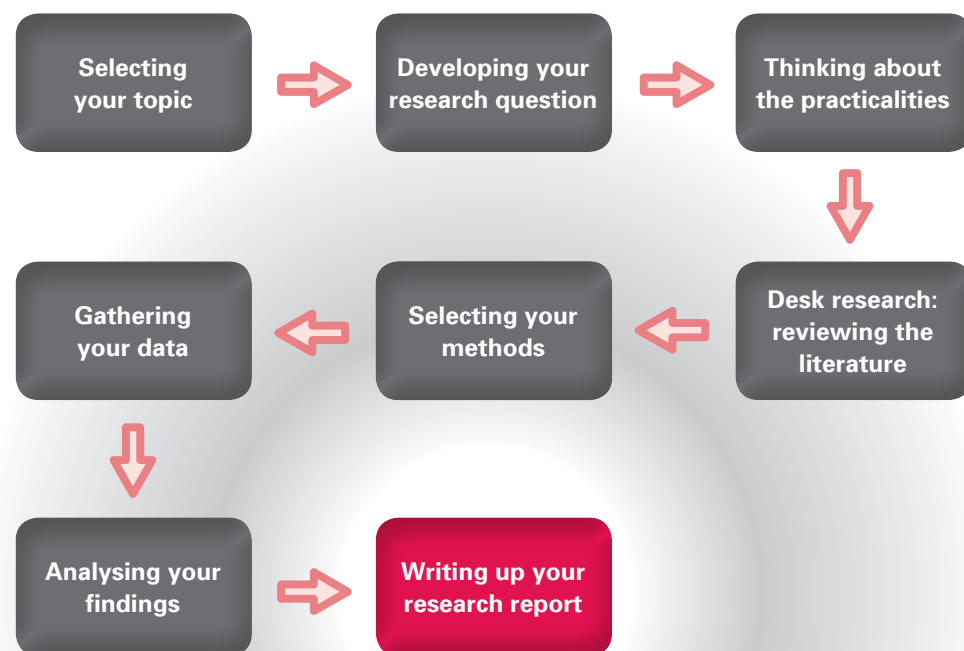 Selecting
your topic
Developing your
research question
Thinking about
the practicalities
Desk research:
reviewing the
literature
Selecting your
methods
Gathering
your data
Analysing your
findings
Writing up your
research report